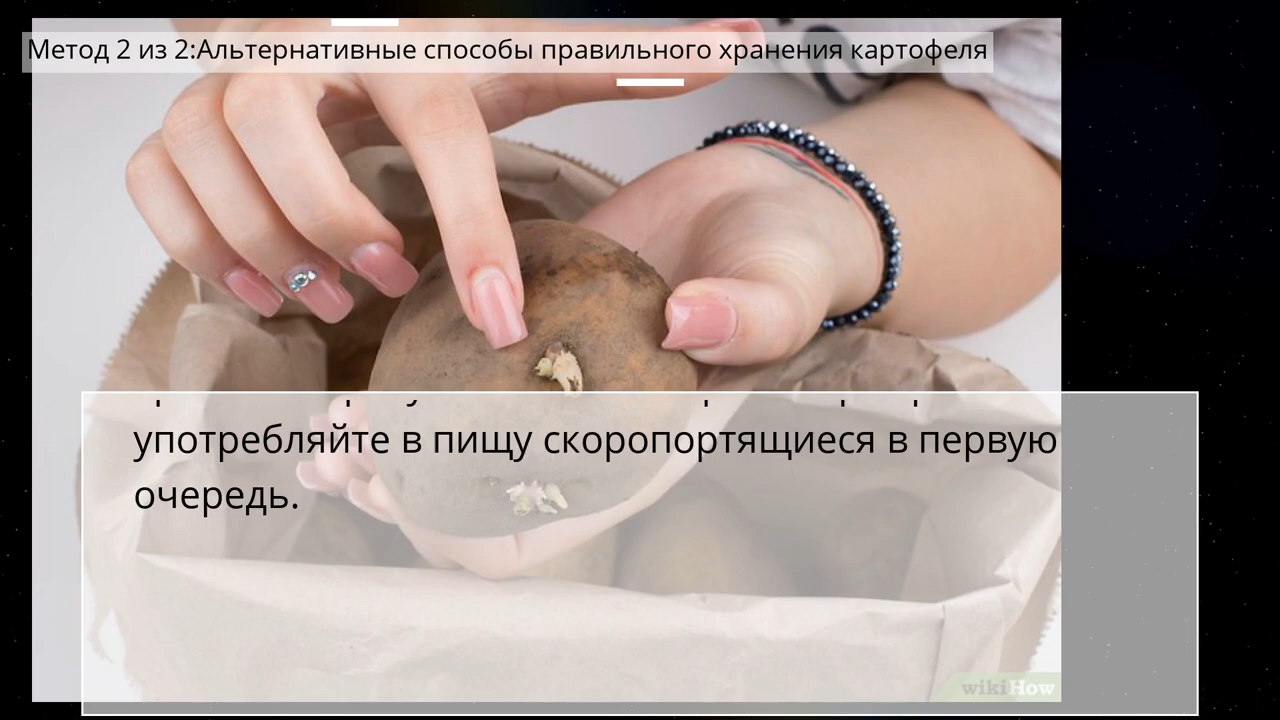 Метод 2 из 2:Альтернативные способы правильного хранения картофеля
употребляйте в пищу скоропортящиеся в первую
очередь.
wikiHow